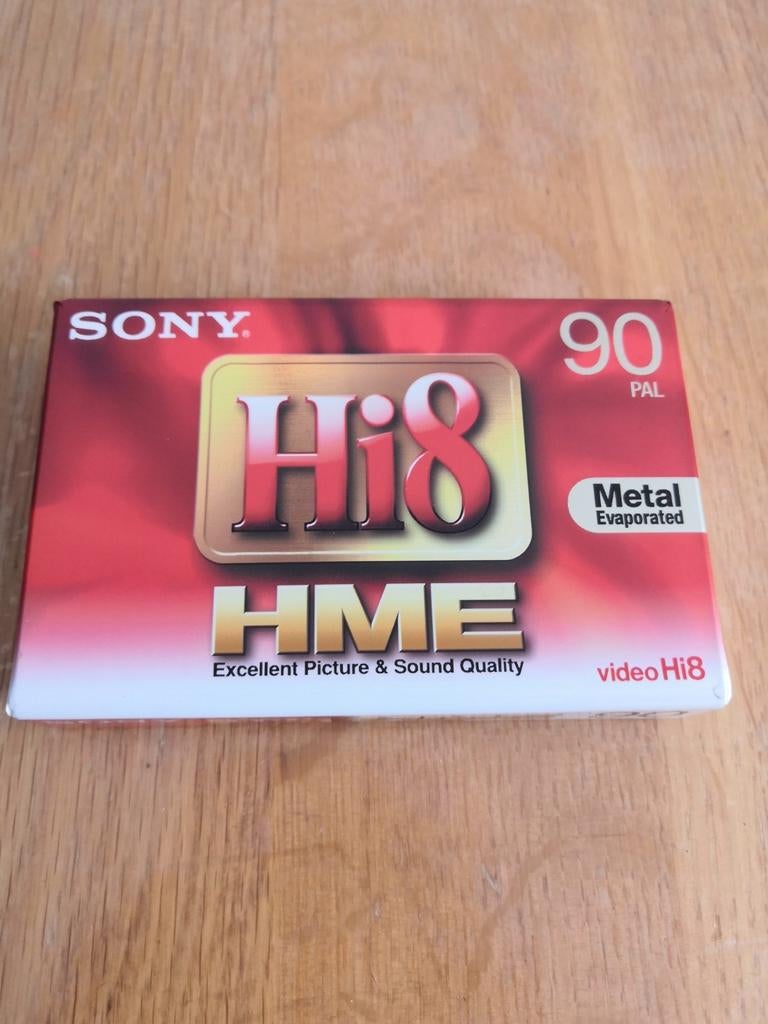 SONY®
90
PAL
Hi8
Metal
Evaporated
HME
Excellent Picture & Sound Quality
video Hi8